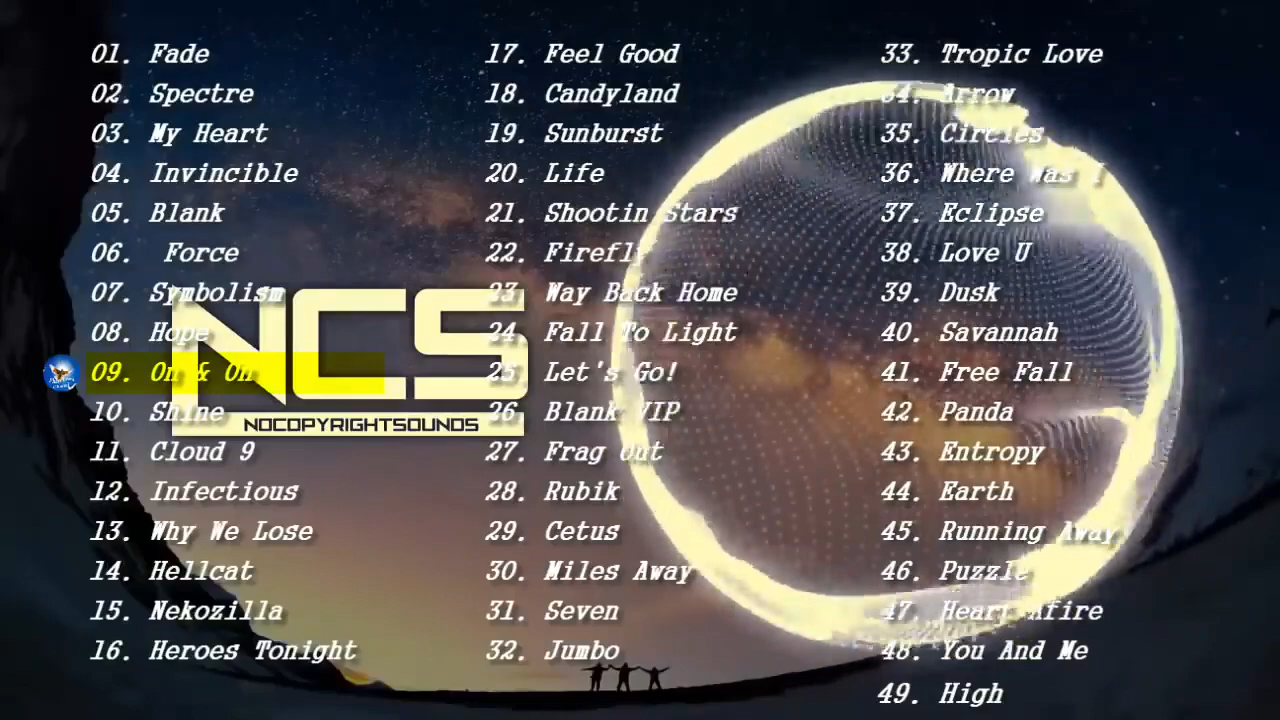 01. Fade
02. Spectre
03. My Heart
04. Invincible
05. Blank
06. Force
07. Symbolism
08. Hope
09. On & On
10. Shine
11. Cloud 9
12. Infectious
13. Why We Lose
14. Hellcat
15. Nekozilla
16. Heroes Tonight
NCS
NOCOPYRIGHTSOUNDS
17. Feel Good
18. Candyland
19. Sunburst
20. Life
21. Shootin Stars
22. Firefly
23. Way Back Home
24. Fall To Light
25. Let's Go!
26. Blank VIP
27. Frag Out
28. Rubik
29. Cetus
30. Miles Away
31. Seven
32. Jumbo
33. Tropic Love
34. Arrow
35. Circles
36. Where Was I
37. Eclipse
38. Love U
39. Dusk
40. Savannah
41. Free Fall
42. Panda
43. Entropy
44. Earth
45. Running Away
46. Puzzle
47. Heart Afire
48. You And Me
49. High